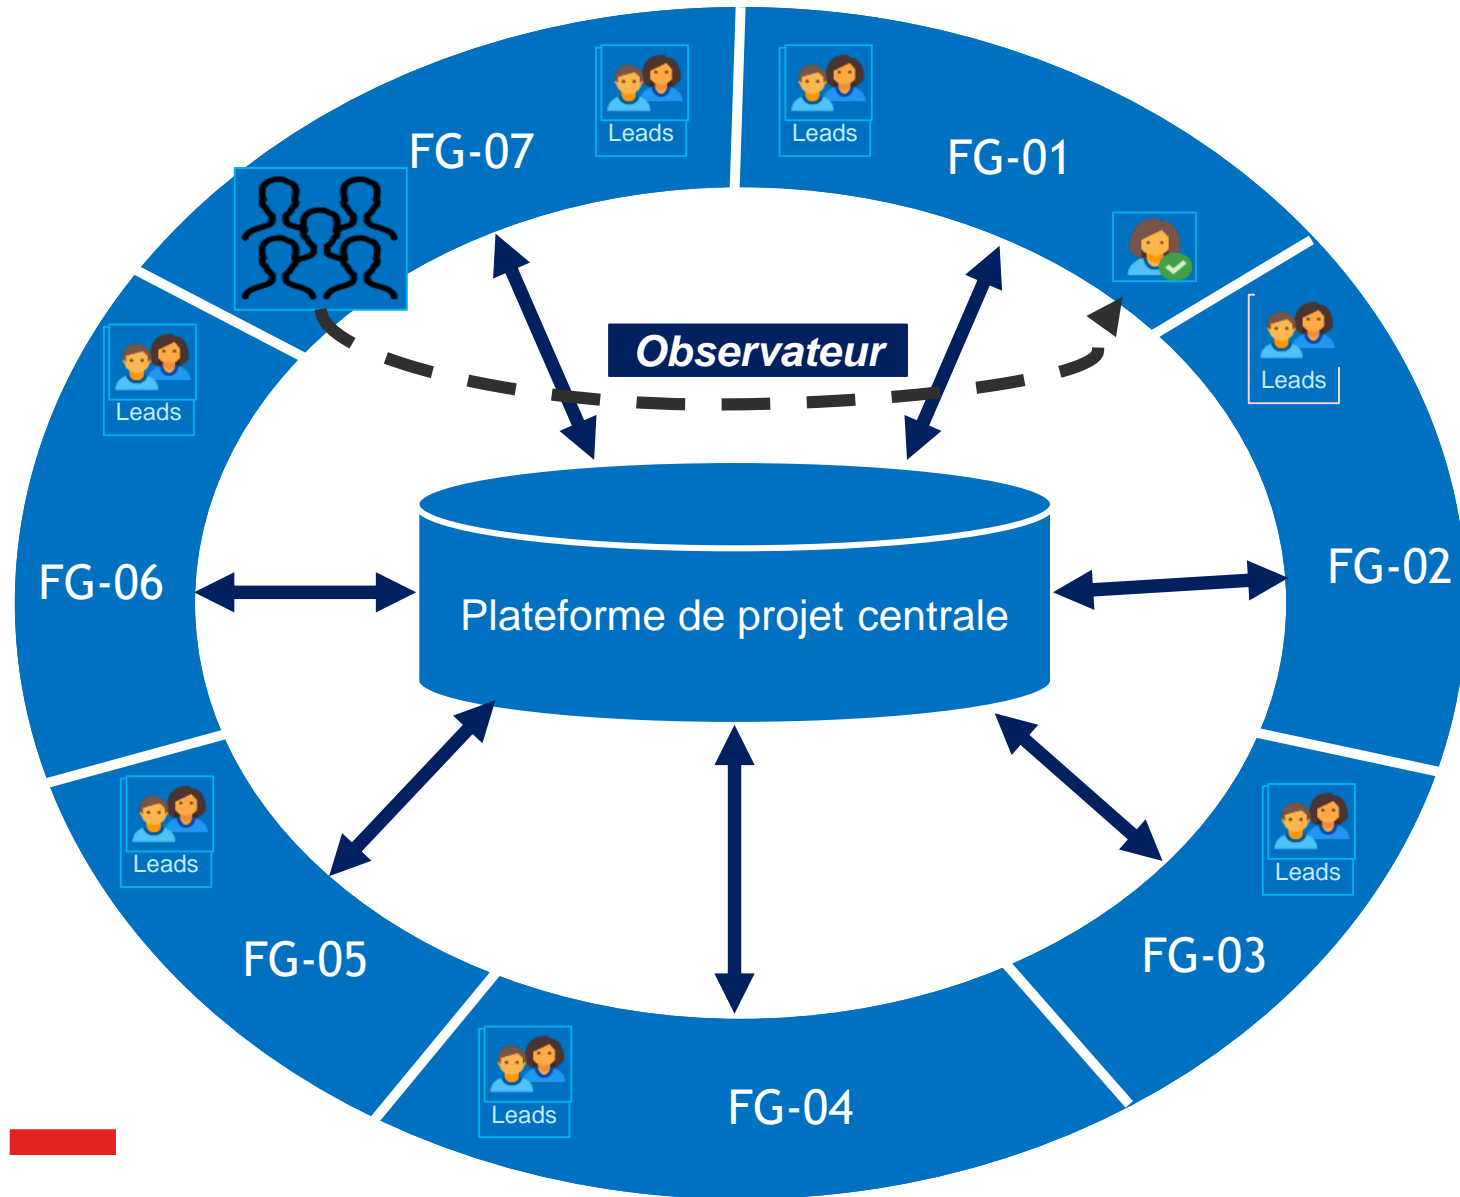 Leads
Leads
FG-07
FG-01
Observateur
Leads
Leads
FG-06
FG-02
Plateforme de projet centrale
Leads
Leads
FG-05
FG-03
Leads
FG-04